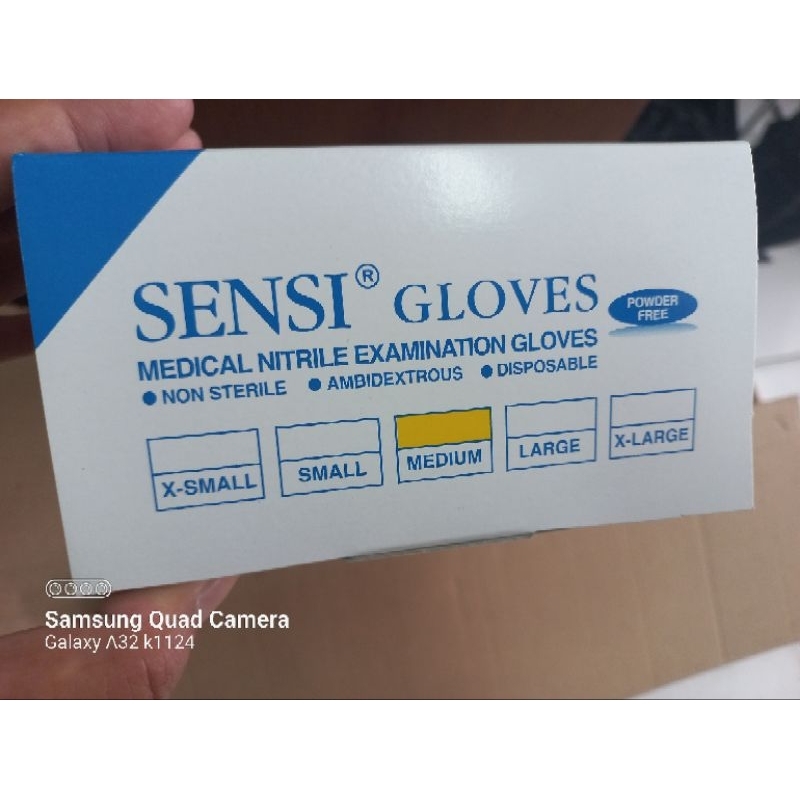 SENSI® GLOVES
POWDER
FREE
MEDICAL NITRILE EXAMINATION GLOVES
● NON STERILE ● AMBIDEXTROUS ● DISPOSABLE
X-SMALL SMALL MEDIUM LARGE X-LARGE
Samsung Quad Camera
Galaxy A32 k1124